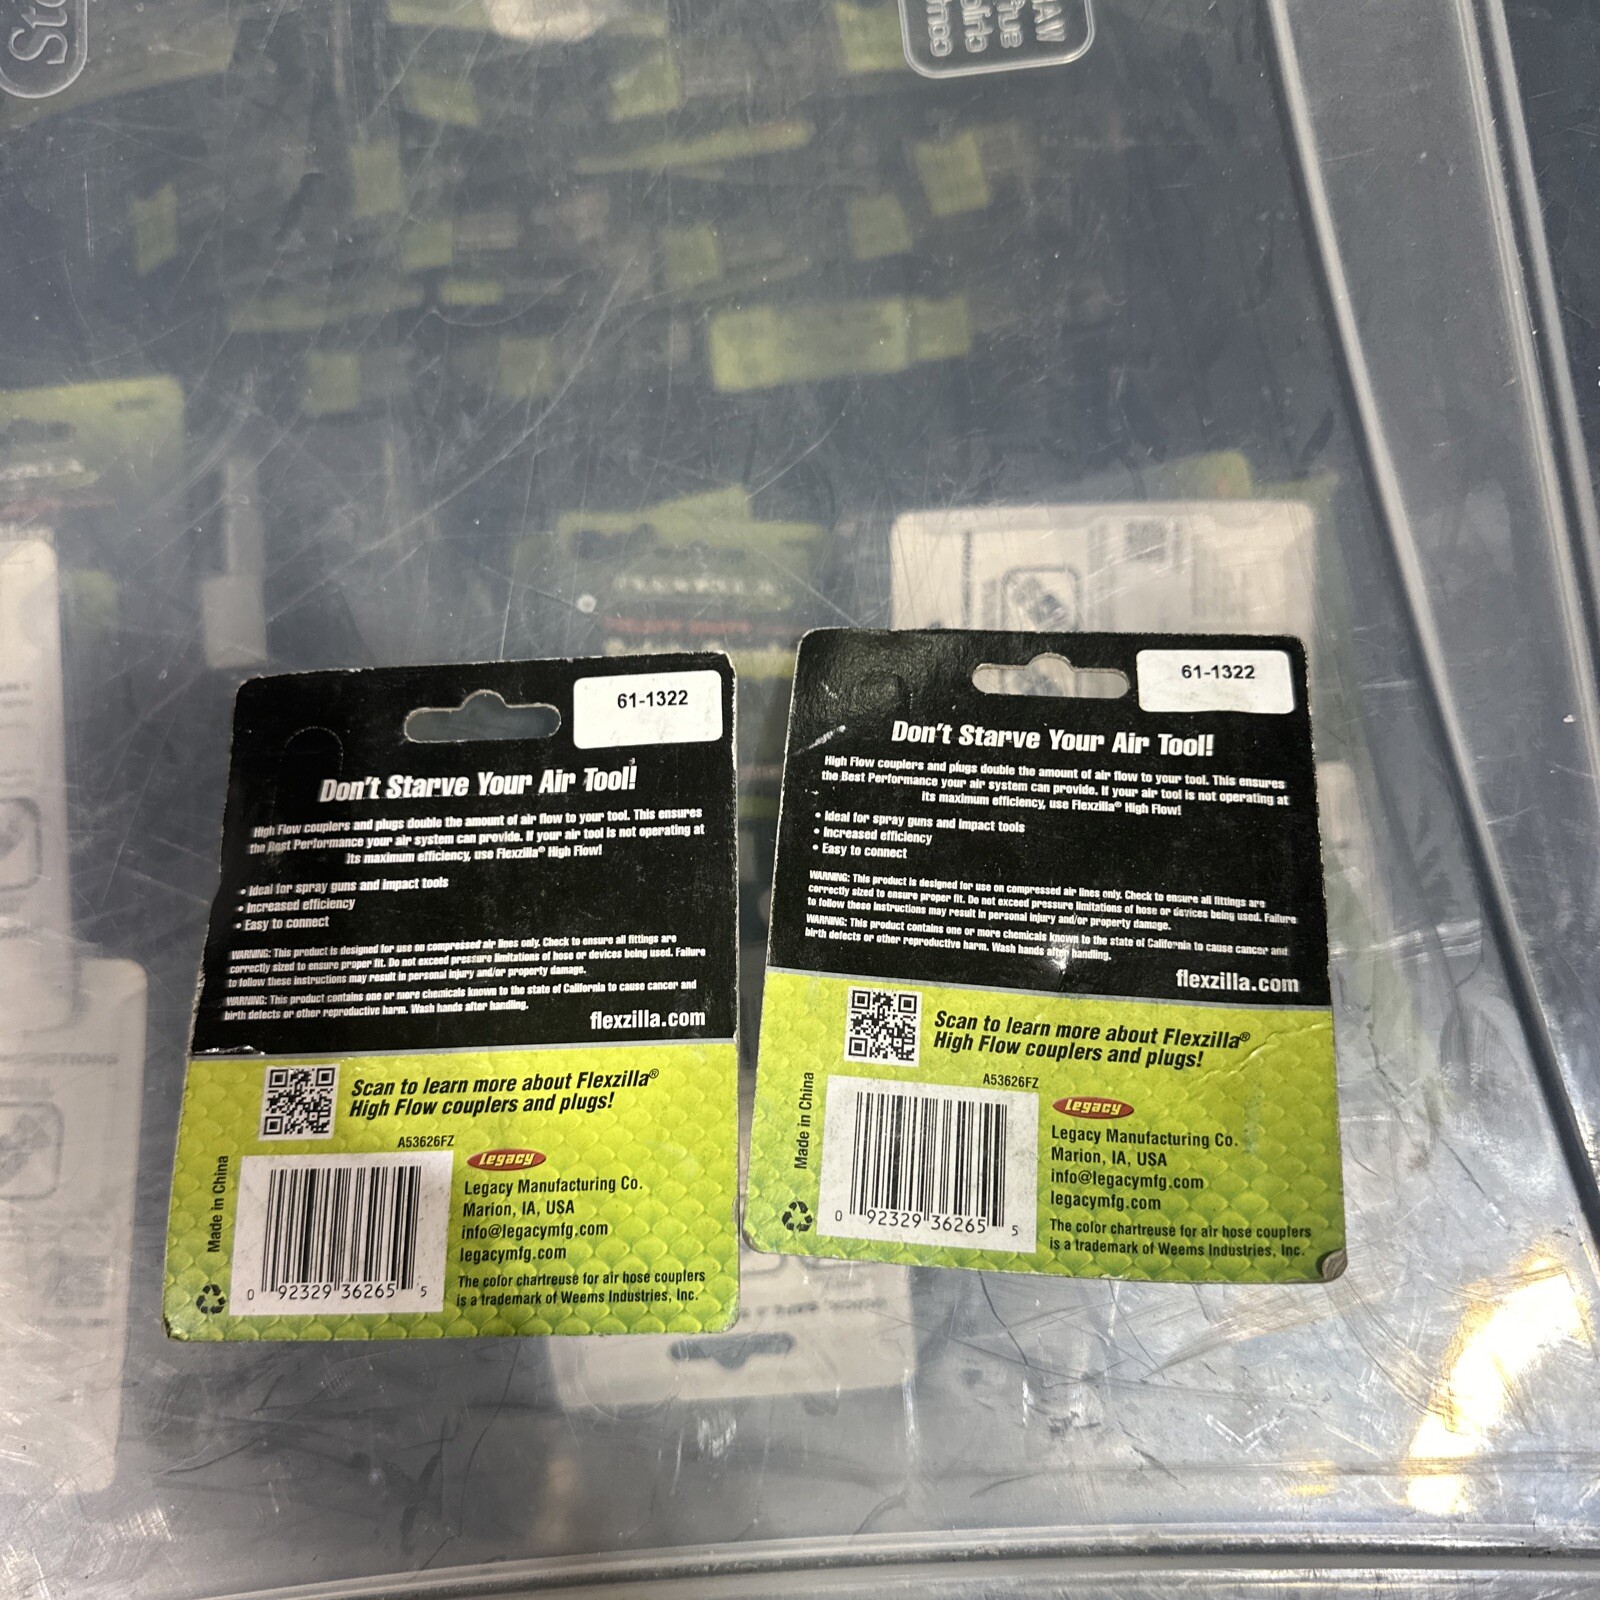 61-1322
Don't Starve Your Air Tool!
High Flow couplers and plugs double the amount of air flow to your tool. This ensures
the Best Performance your air system can provide. If your air tool is not operating at
its maximum efficiency, use Flexzilla® High Flow!
• Ideal for spray guns and impact tools
• Increased efficiency
• Easy to connect
WARNING: This product is designed for use on compressed air lines only. Check to ensure all fittings are
correctly sized to ensure proper fit. Do not exceed pressure limitations of hose or devices being used. Failure
to follow these instructions may result in personal injury and/or property damage.
WARNING: This product contains one or more chemicals known to the state of California to cause cancer and
birth defects or other reproductive harm. Wash hands after handling.
flexzilla.com
Scan to learn more about Flexzilla®
High Flow couplers and plugs!
A53626FZ
Made in China
0 92329 36265 5
Legacy
Legacy Manufacturing Co.
Marion, IA, USA
info@legacymfg.com
legacymfg.com
The color chartreuse for air hose couplers
is a trademark of Weems Industries, Inc.
61-1322
Don't Starve Your Air Tool!
High Flow couplers and plugs double the amount of air flow to your tool. This ensures
the Best Performance your air system can provide. If your air tool is not operating at
its maximum efficiency, use Flexzilla® High Flow!
• Ideal for spray guns and impact tools
• Increased efficiency
• Easy to connect
WARNING: This product is designed for use on compressed air lines only. Check to ensure all fittings are
correctly sized to ensure proper fit. Do not exceed pressure limitations of hose or devices being used. Failure
to follow these instructions may result in personal injury and/or property damage.
WARNING: This product contains one or more chemicals known to the state of California to cause cancer and
birth defects or other reproductive harm. Wash hands after handling.
flexzilla.com
Scan to learn more about Flexzilla®
High Flow couplers and plugs!
A53626FZ
Made in China
0 92329 36265 5
Legacy
Legacy Manufacturing Co.
Marion, IA, USA
info@legacymfg.com
legacymfg.com
The color chartreuse for air hose couplers
is a trademark of Weems Industries, Inc.